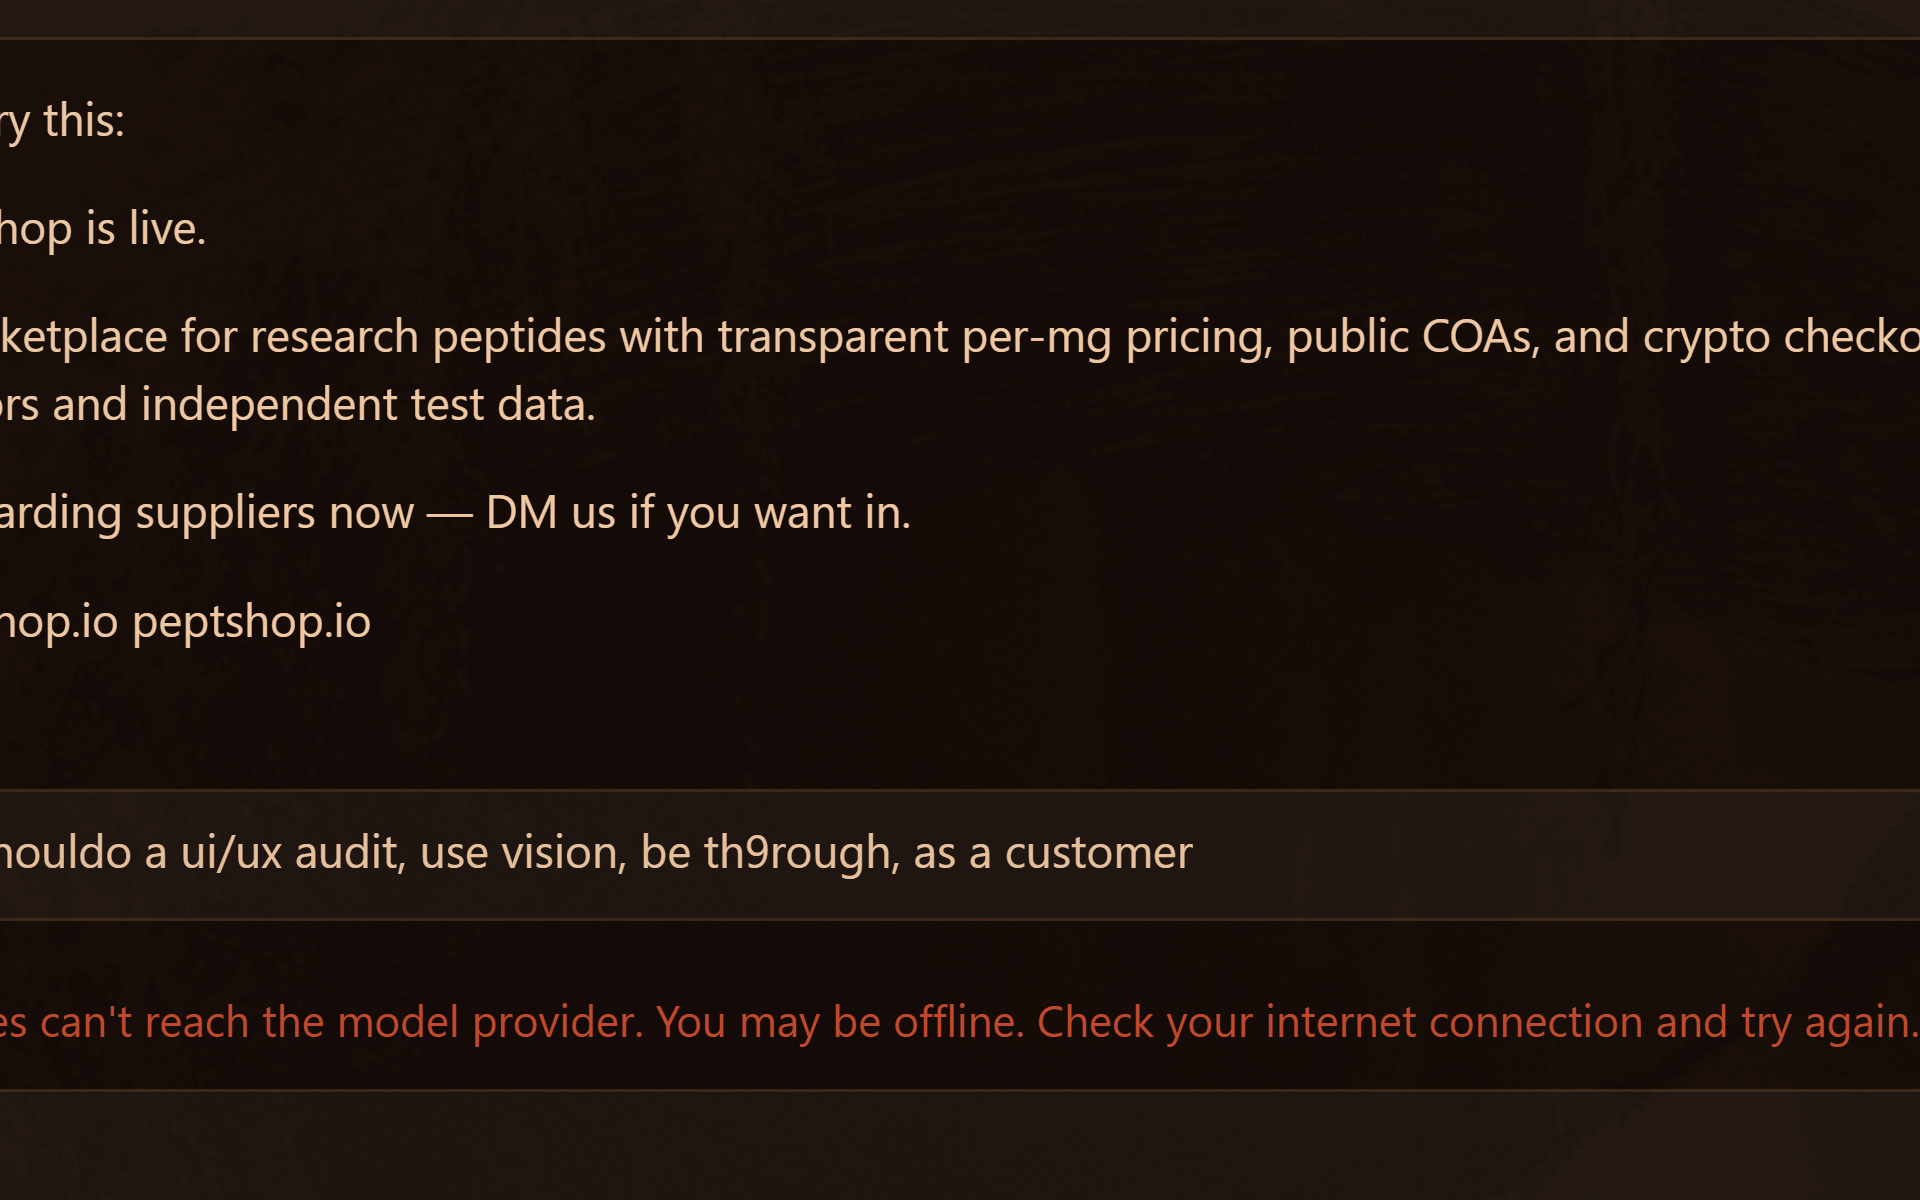 ry this:
hop is live.
ketplace for research peptides with transparent per-mg pricing, public COAs, and crypto checko
ors and independent test data.
arding suppliers now — DM us if you want in.
hop.io peptshop.io
houldo a ui/ux audit, use vision, be th9rough, as a customer
es can't reach the model provider. You may be offline. Check your internet connection and try again.